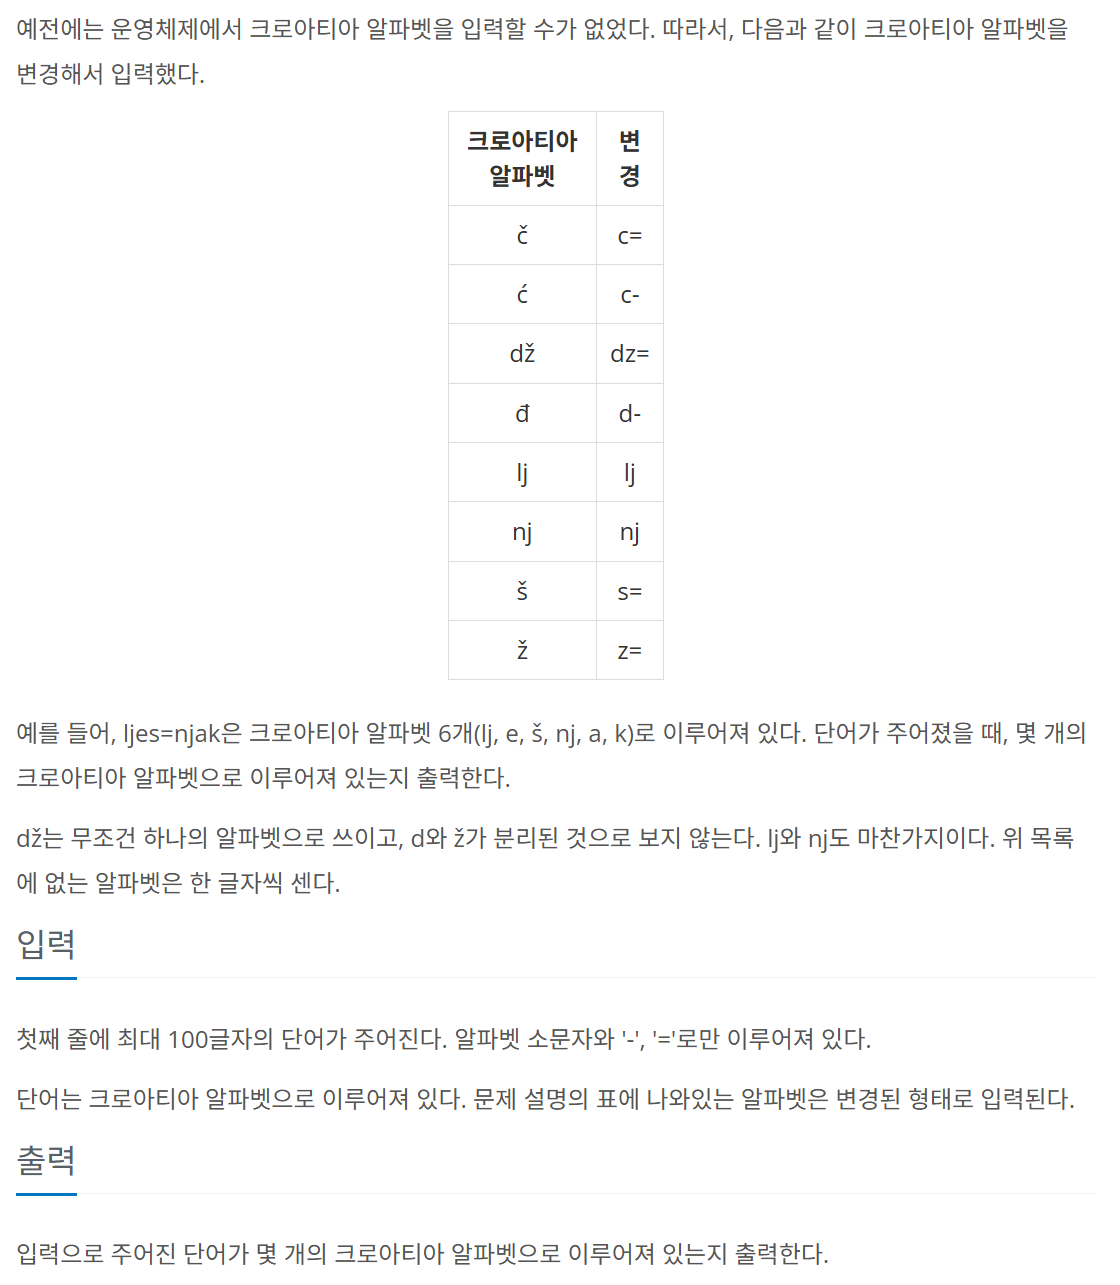 예전에는 운영체제에서 크로아티아 알파벳을 입력할 수가 없었다. 따라서, 다음과 같이 크로아티아 알파벳을
변경해서 입력했다.
크로아티아 변
알파벳 경
č c=
ć c-
dž dz=
đ d-
lj lj
nj nj
š s=
ž z=
예를 들어, ljes=njak은 크로아티아 알파벳 6개(lj, e, š, nj, a, k)로 이루어져 있다. 단어가 주어졌을 때, 몇 개의
크로아티아 알파벳으로 이루어져 있는지 출력한다.
dž는 무조건 하나의 알파벳으로 쓰이고, d와 ž가 분리된 것으로 보지 않는다. lj와 nj도 마찬가지이다. 위 목록
에 없는 알파벳은 한 글자씩 센다.
입력
첫째 줄에 최대 100글자의 단어가 주어진다. 알파벳 소문자와 '-', '='로만 이루어져 있다.
단어는 크로아티아 알파벳으로 이루어져 있다. 문제 설명의 표에 나와있는 알파벳은 변경된 형태로 입력된다.
출력
입력으로 주어진 단어가 몇 개의 크로아티아 알파벳으로 이루어져 있는지 출력한다.